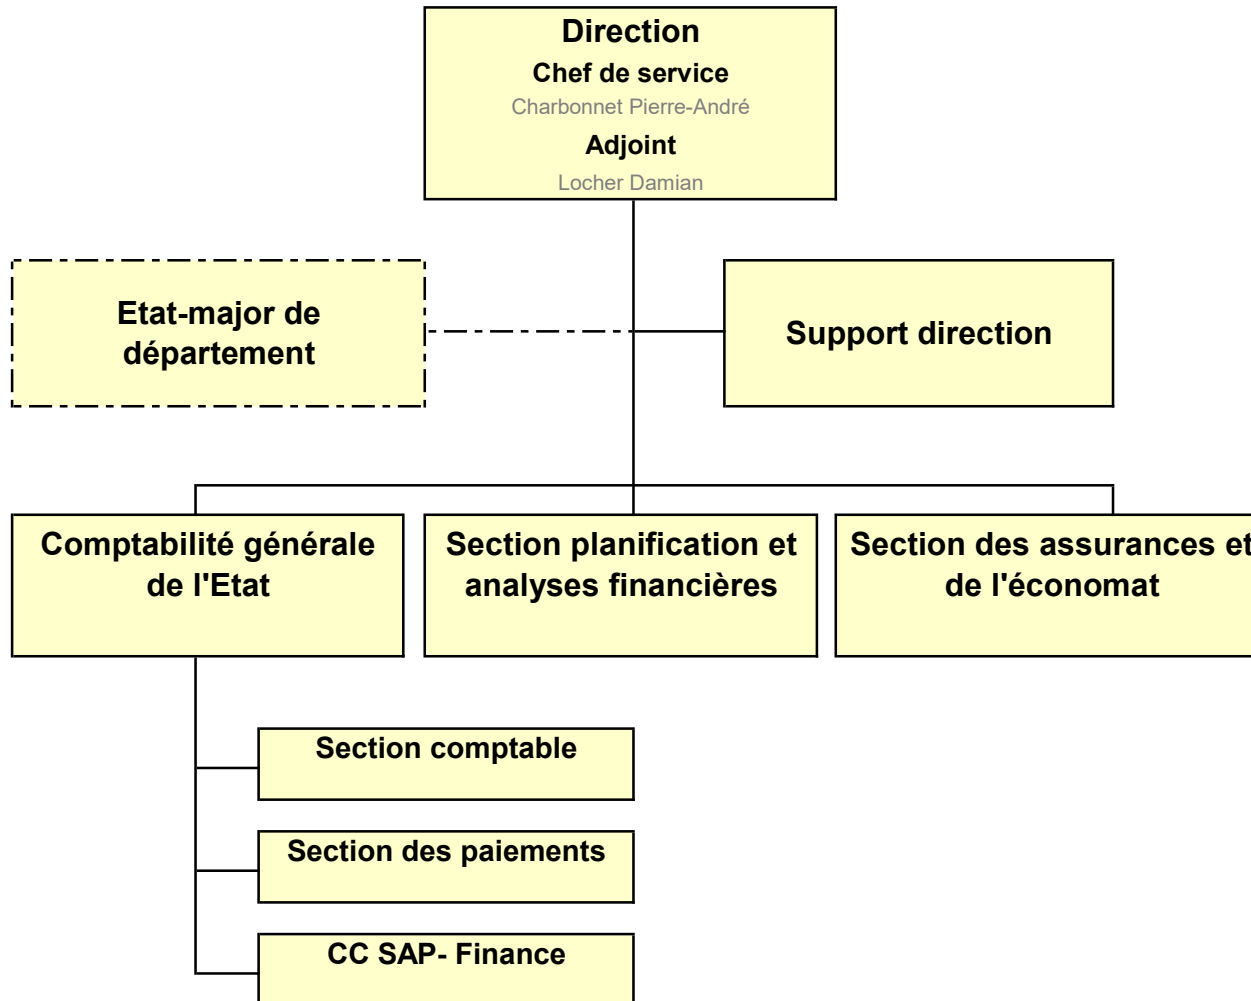 Direction
Chef de service
Charbonnet Pierre-André
Adjoint
Locher Damian
Etat-major de
département
Support direction
Comptabilité générale
de l'Etat
Section planification et
analyses financières
Section des assurances et
de l'économat
Section comptable
Section des paiements
CC SAP- Finance